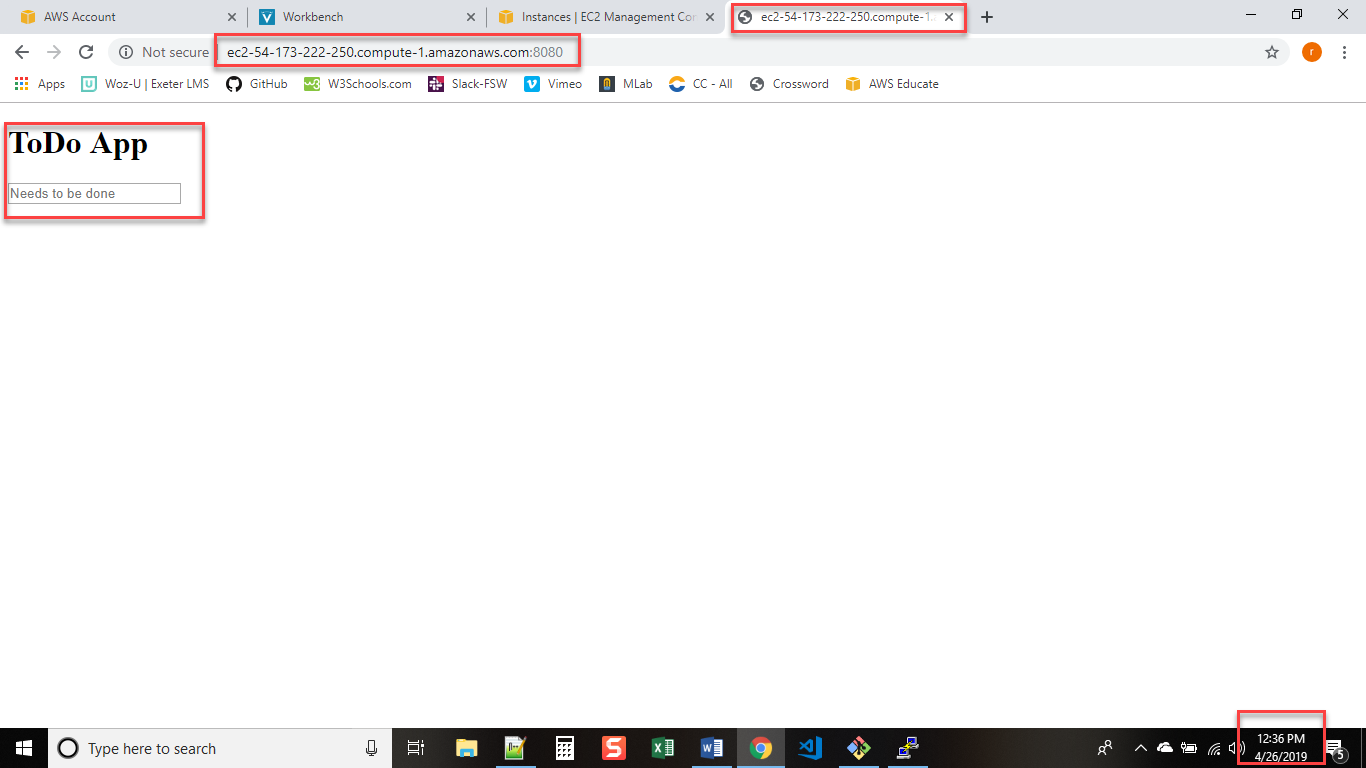 AWS Account
Workbench
Instances | EC2 Management Con
ec2-54-173-222-250.compute-1.
Not secure
ec2-54-173-222-250.compute-1.amazonaws.com:8080
r
Apps
Woz-U | Exeter LMS
GitHub
W3Schools.com
Slack-FSW
Vimeo
MLab
CC - All
Crossword
AWS Educate
ToDo App
Needs to be done
Type here to search
12:36 PM
4/26/2019
5